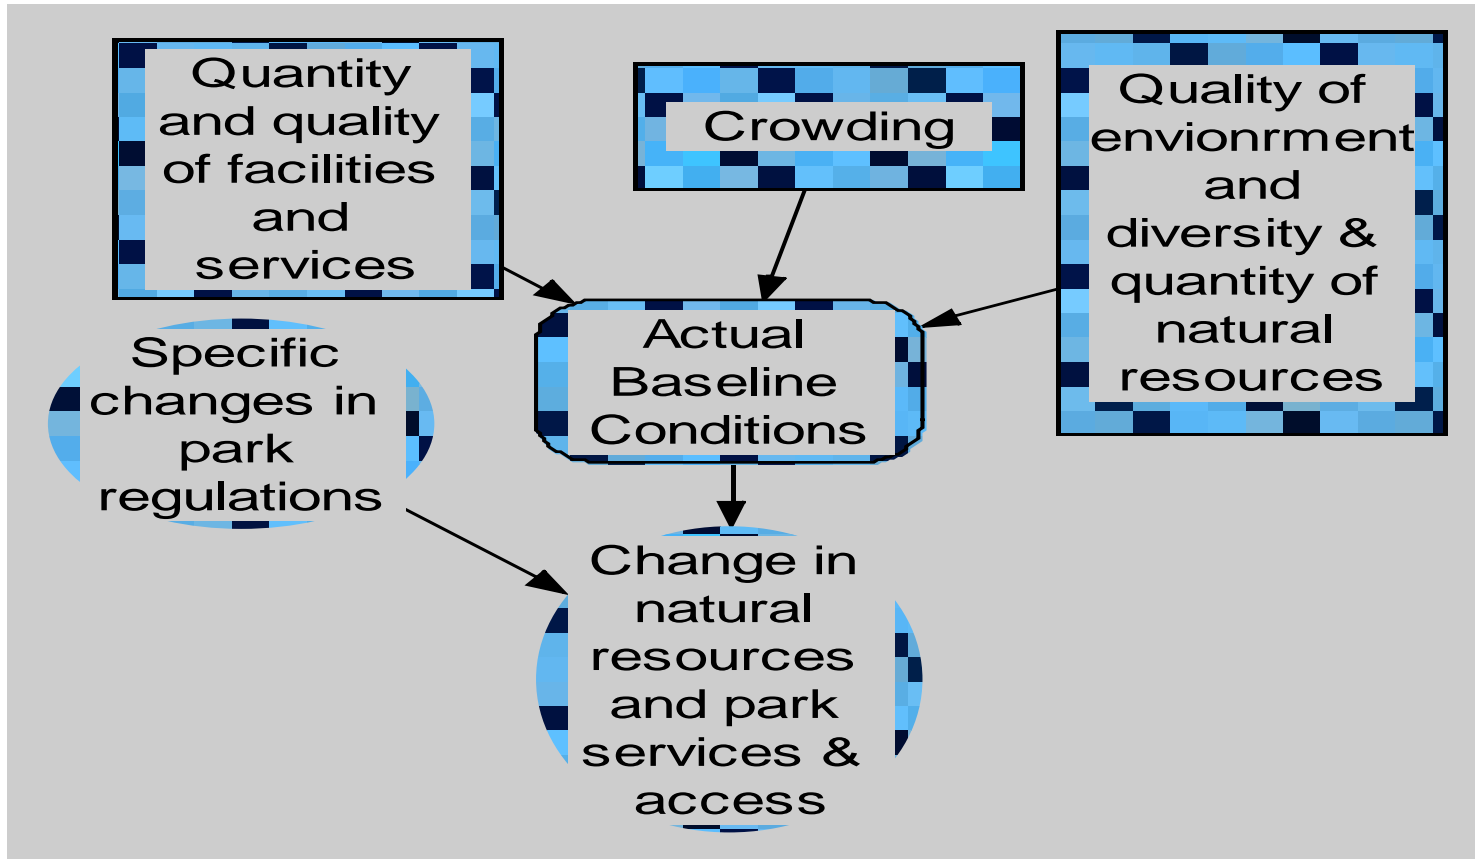 Quantity
and quality
of facilities
and
services
Crowding
Quality of
envionrment
and
diversity &
quantity of
natural
resources
Specific
changes in
park
regulations
Actual
Baseline
Conditions
Change in
natural
resources
and park
services &
access